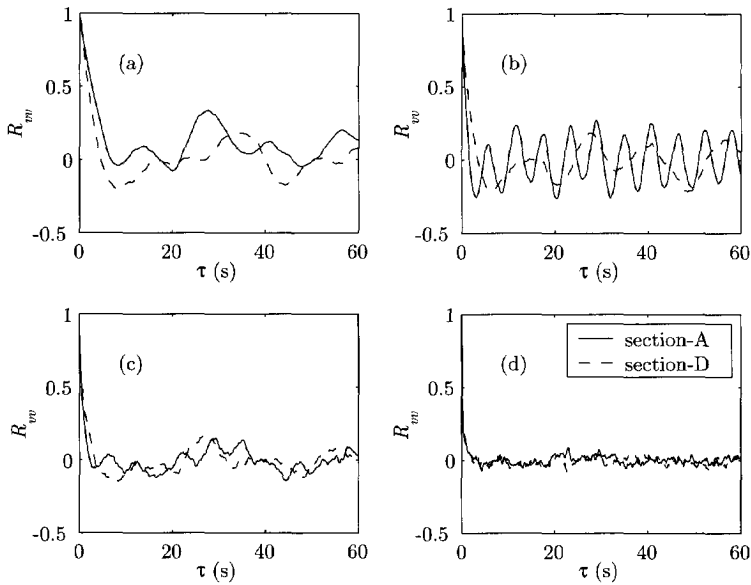 1
(a)
0.5
R_vv
0
-0.5
0 20 40 60
τ (s)
1
(b)
0.5
R_vv
0
-0.5
0 20 40 60
τ (s)
1
(c)
0.5
R_vv
0
-0.5
0 20 40 60
τ (s)
1
section-A
(d)
section-D
0.5
R_vv
0
-0.5
0 20 40 60
τ (s)